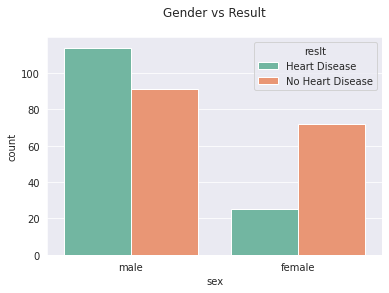 Gender vs Result
reslt
Heart Disease
No Heart Disease
100
80
60
40
20
0
count
male
female
sex